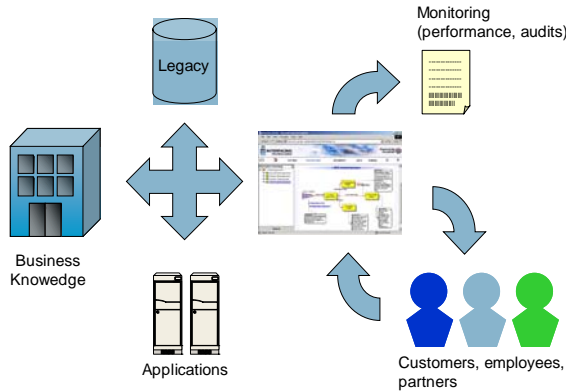 Monitoring
(performance, audits)
Legacy
Business
Knowedge
Applications
Customers, employees,
partners